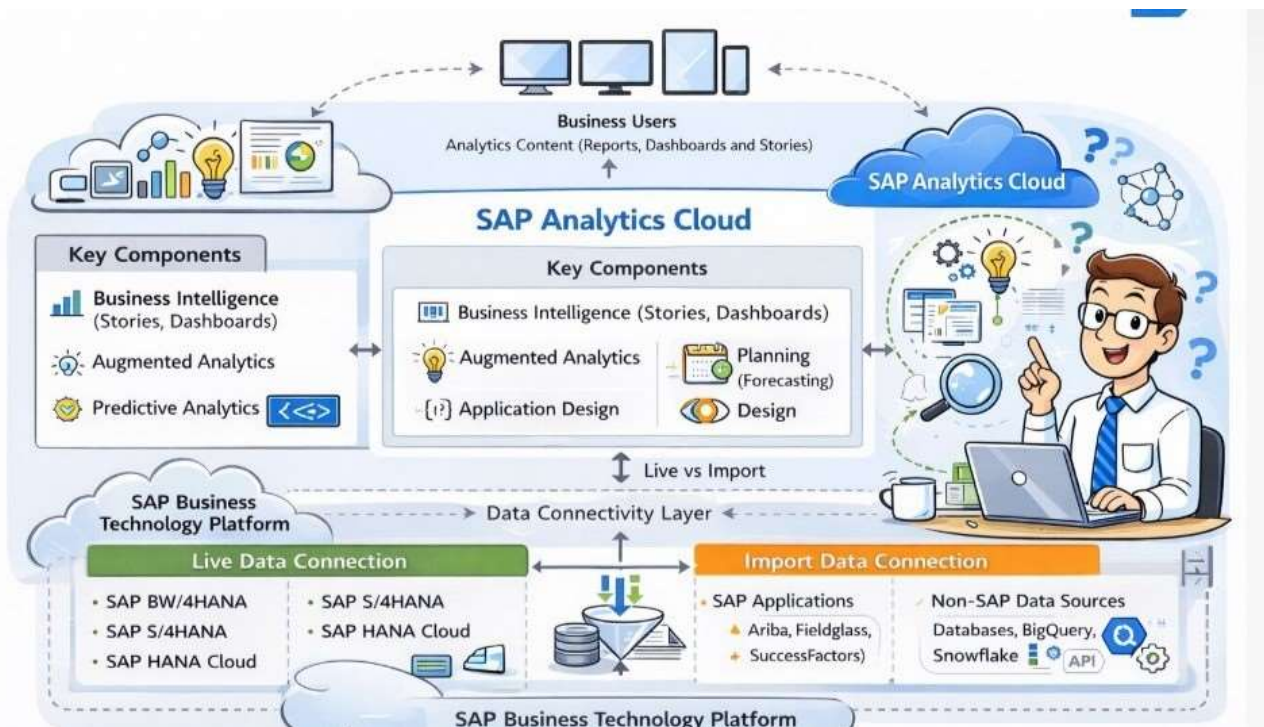 Business Users
Analytics Content (Reports, Dashboards and Stories)
SAP Analytics Cloud
SAP Analytics Cloud
Key Components
Business Intelligence
(Stories, Dashboards)
Augmented Analytics
Predictive Analytics
Key Components
Business Intelligence (Stories, Dashboards)
Augmented Analytics
Planning
(Forecasting)
Application Design
Design
? ? ? ? ?
Live vs Import
SAP Business
Technology Platform
Data Connectivity Layer
Live Data Connection
• SAP BW/4HANA
• SAP S/4HANA
• SAP HANA Cloud
• SAP S/4HANA
• SAP HANA Cloud
Import Data Connection
• SAP Applications
Ariba, Fieldglass,
SuccessFactors)
Non-SAP Data Sources
Databases, BigQuery,
Snowflake
API
SAP Business Technology Platform